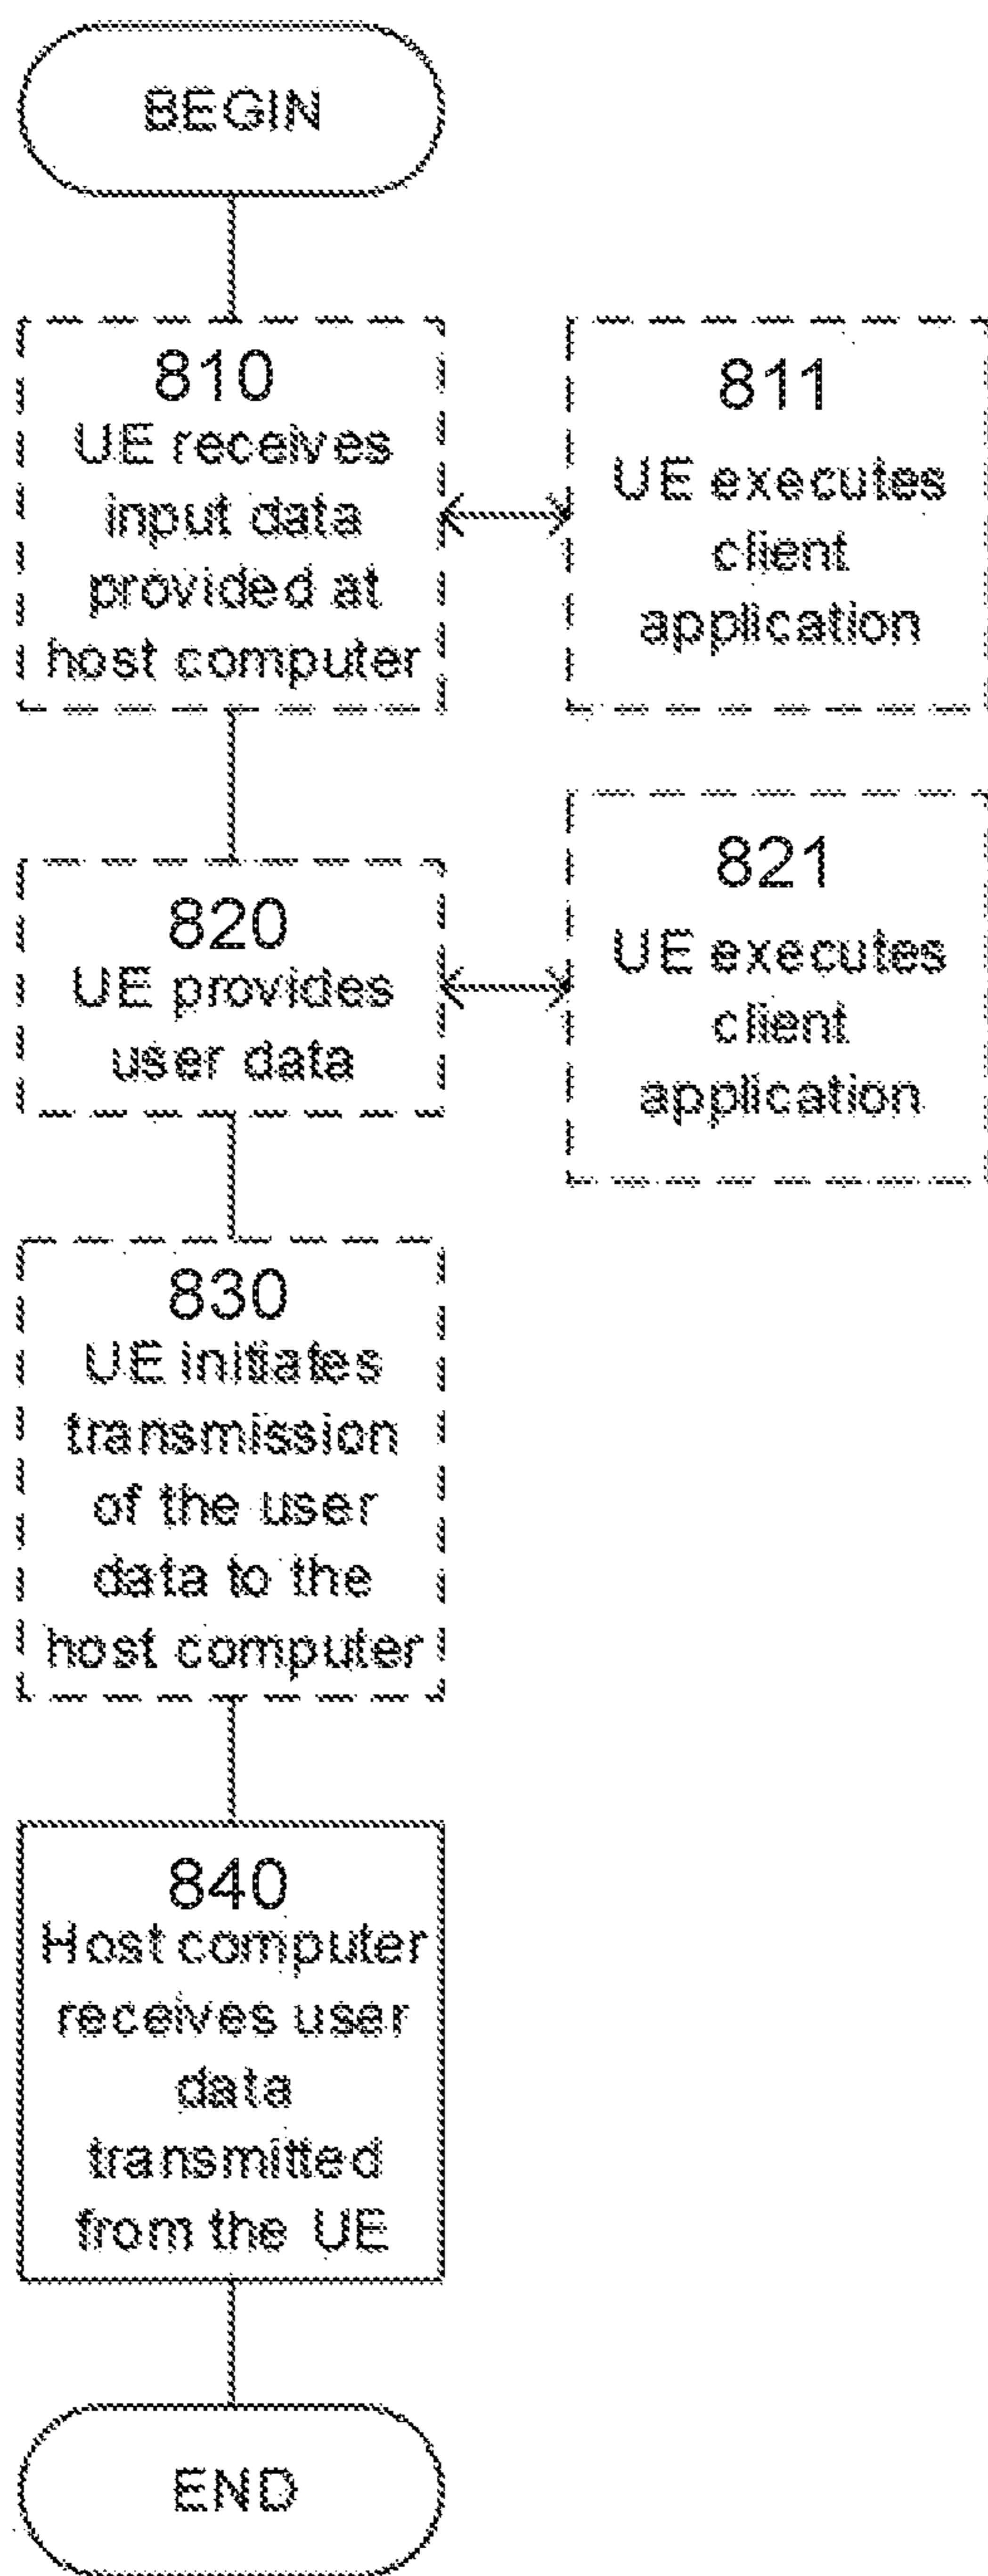 BEGIN
810
UE receives
input data
provided at
host computer
811
UE executes
client
application
820
UE provides
user data
821
UE executes
client
application
830
UE initiates
transmission
of the user
data to the
host computer
840
Host computer
receives user
data
transmitted
from the UE
END